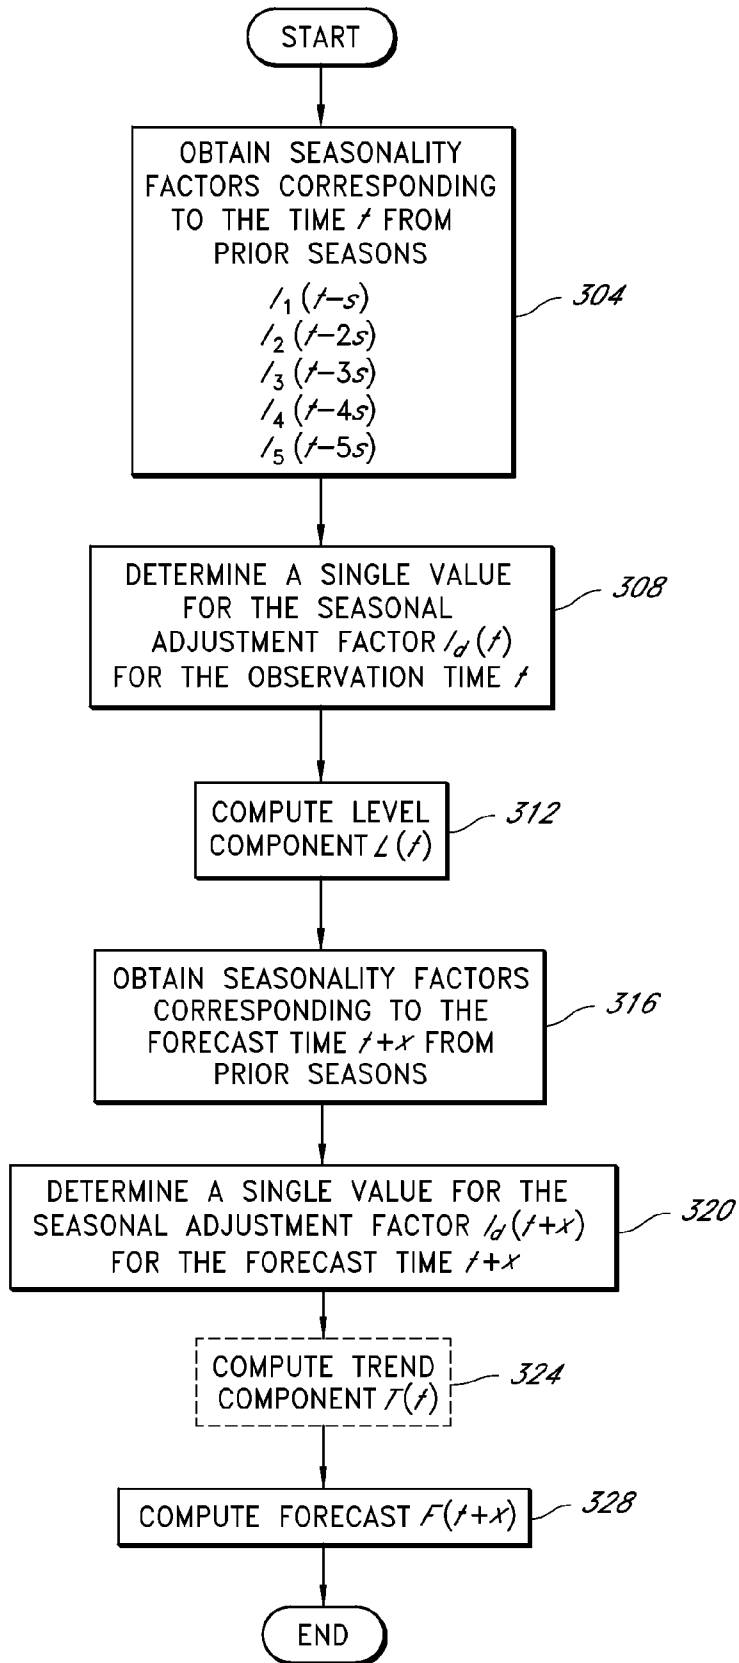 START
OBTAIN SEASONALITY
FACTORS CORRESPONDING
TO THE TIME t FROM
PRIOR SEASONS
I₁(t-s)
I₂(t-2s)
I₃(t-3s)
I₄(t-4s)
I₅(t-5s)
304
DETERMINE A SINGLE VALUE
FOR THE SEASONAL
ADJUSTMENT FACTOR I_d(t)
FOR THE OBSERVATION TIME t
308
COMPUTE LEVEL
COMPONENT L(t)
312
OBTAIN SEASONALITY FACTORS
CORRESPONDING TO THE
FORECAST TIME t+x FROM
PRIOR SEASONS
316
DETERMINE A SINGLE VALUE FOR THE
SEASONAL ADJUSTMENT FACTOR I_d(t+x)
FOR THE FORECAST TIME t+x
320
COMPUTE TREND
COMPONENT T(t)
324
COMPUTE FORECAST F(t+x)
328
END